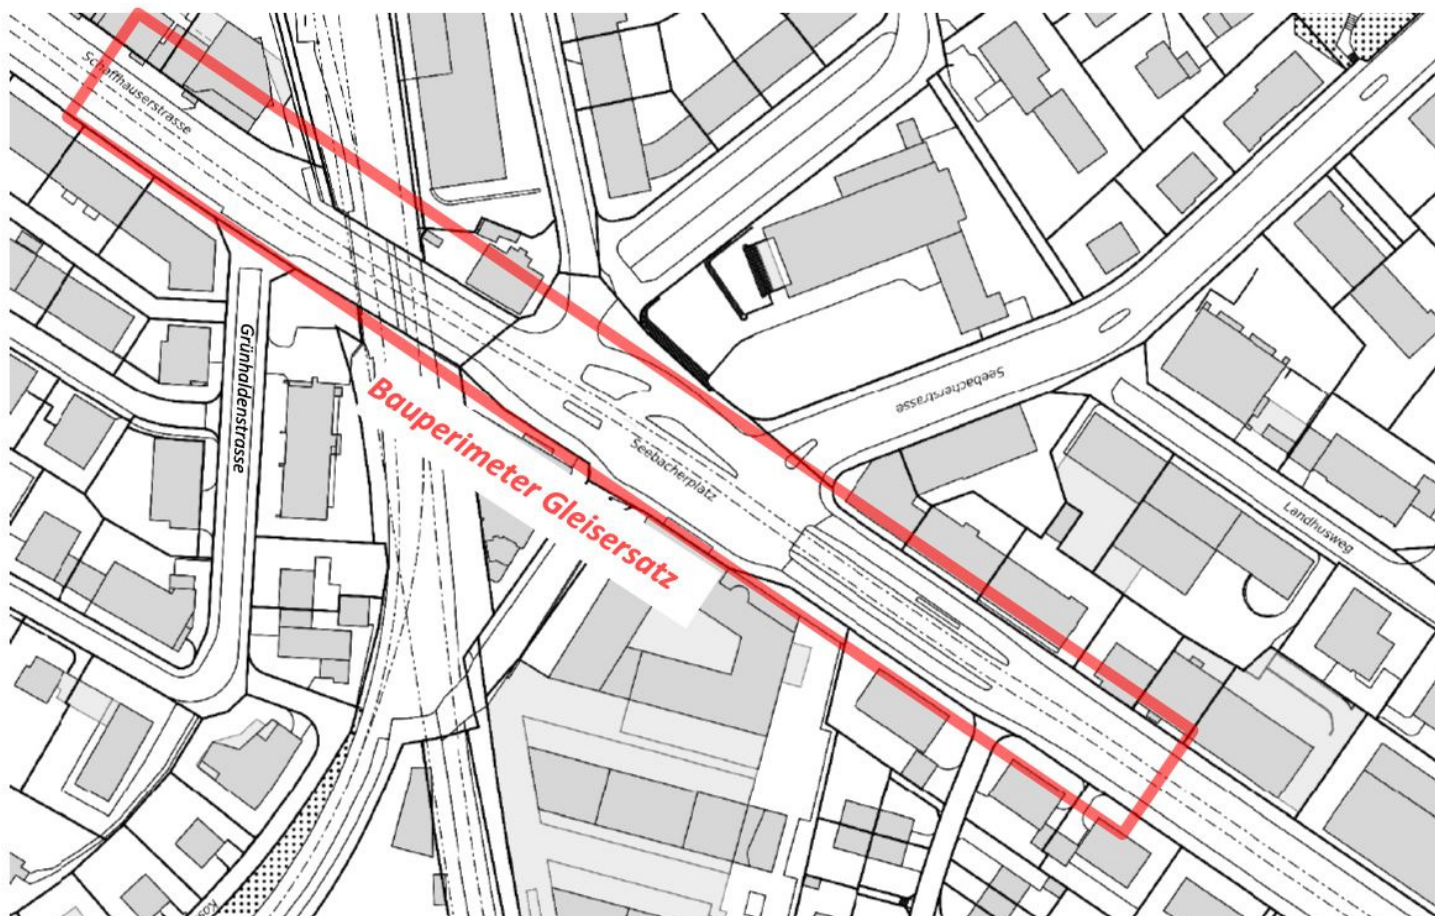 Schaffhauserstrasse
Grünhaldenstrasse
Bauperimeter Gleisersatz
Seebacherplatz
Seebacherstrasse
Landhusweg